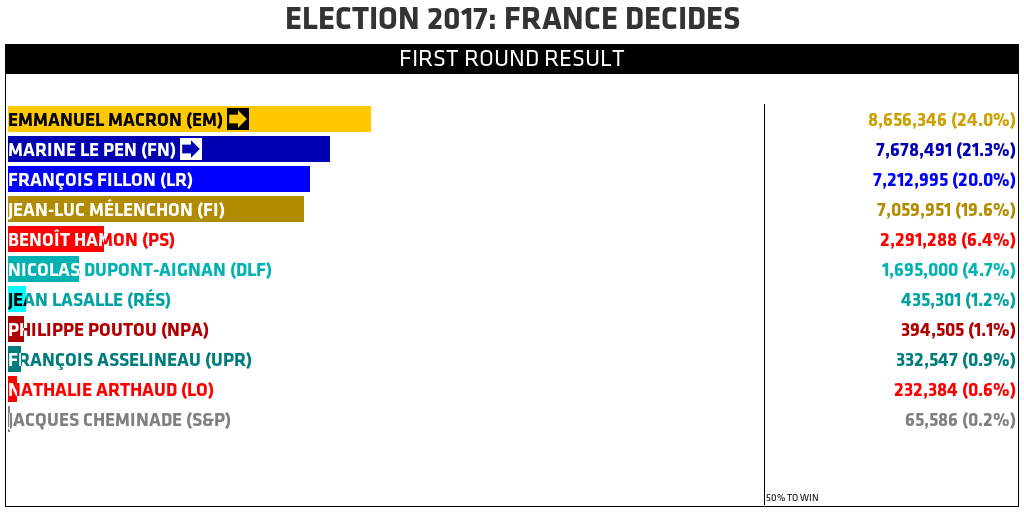 ELECTION 2017: FRANCE DECIDES
FIRST ROUND RESULT
EMMANUEL MACRON (EM) 8,656,346 (24.0%)
MARINE LE PEN (FN) 7,678,491 (21.3%)
FRANÇOIS FILLON (LR) 7,212,995 (20.0%)
JEAN-LUC MÉLENCHON (FI) 7,059,951 (19.6%)
BENOÎT HAMON (PS) 2,291,288 (6.4%)
NICOLAS DUPONT-AIGNAN (DLF) 1,695,000 (4.7%)
JEAN LASALLE (RÉS) 435,301 (1.2%)
PHILIPPE POUTOU (NPA) 394,505 (1.1%)
FRANÇOIS ASSELINEAU (UPR) 332,547 (0.9%)
NATHALIE ARTHAUD (LO) 232,384 (0.6%)
JACQUES CHEMINADE (S&P) 65,586 (0.2%)
50% TO WIN